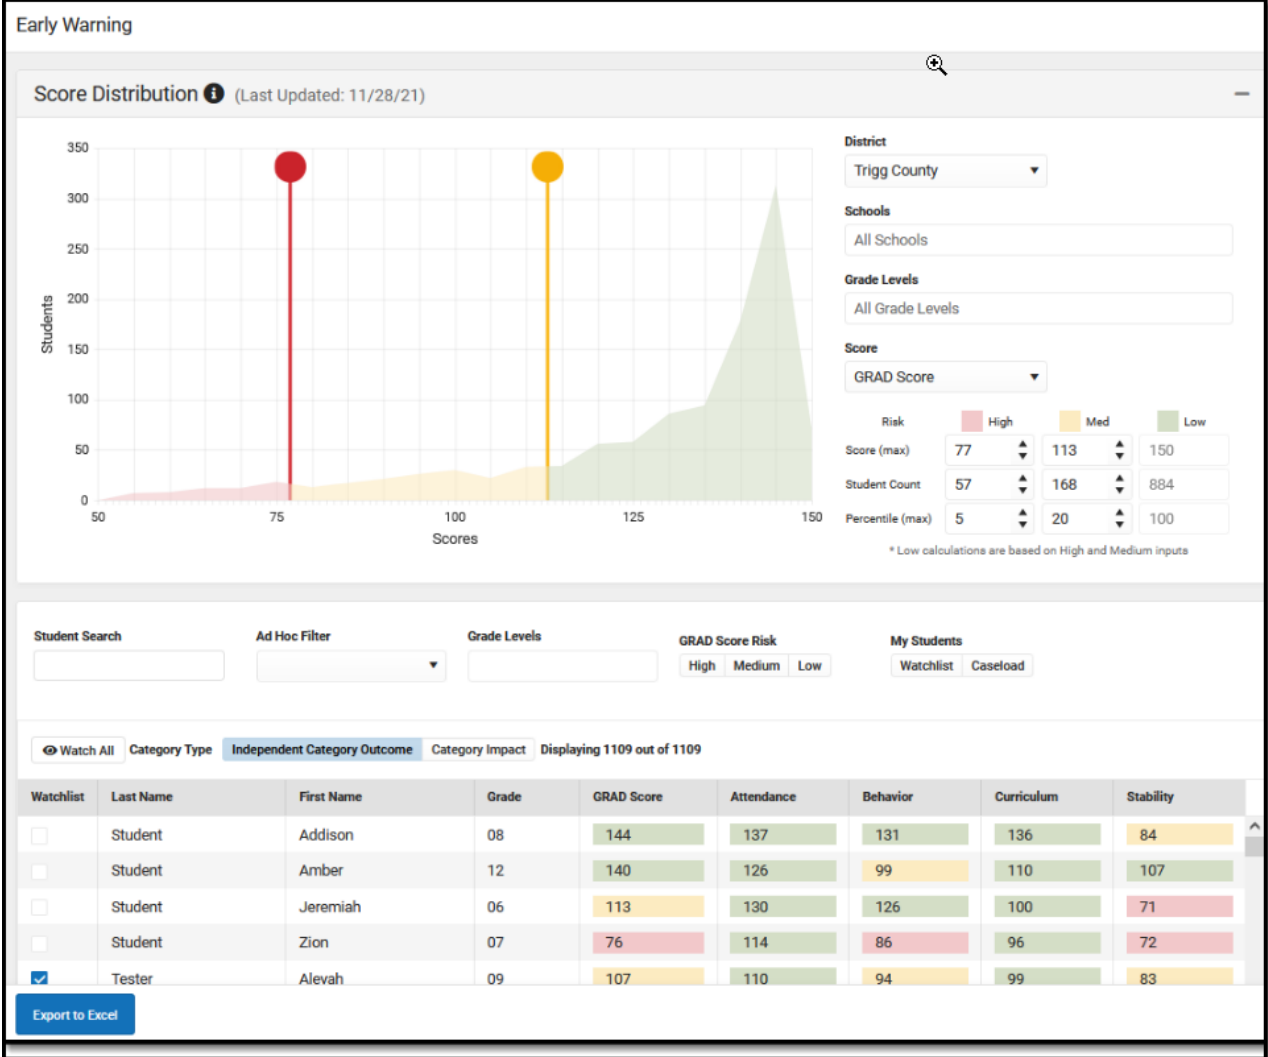 Early Warning
Score Distribution (Last Updated: 11/28/21)
350
300
250
200
150
100
50
0
Students
50 75 100 125 150
Scores
District
Trigg County
Schools
All Schools
Grade Levels
All Grade Levels
Score
GRAD Score
Risk High Med Low
Score (max) 77 113 150
Student Count 57 168 884
Percentile (max) 5 20 100
* Low calculations are based on High and Medium inputs
Student Search Ad Hoc Filter Grade Levels GRAD Score Risk My Students
High Medium Low Watchlist Caseload
Watch All Category Type Independent Category Outcome Category Impact Displaying 1109 out of 1109
Watchlist Last Name First Name Grade GRAD Score Attendance Behavior Curriculum Stability
Student Addison 08 144 137 131 136 84
Student Amber 12 140 126 99 110 107
Student Jeremiah 06 113 130 126 100 71
Student Zion 07 76 114 86 96 72
Tester Alevah 09 107 110 94 99 83
Export to Excel